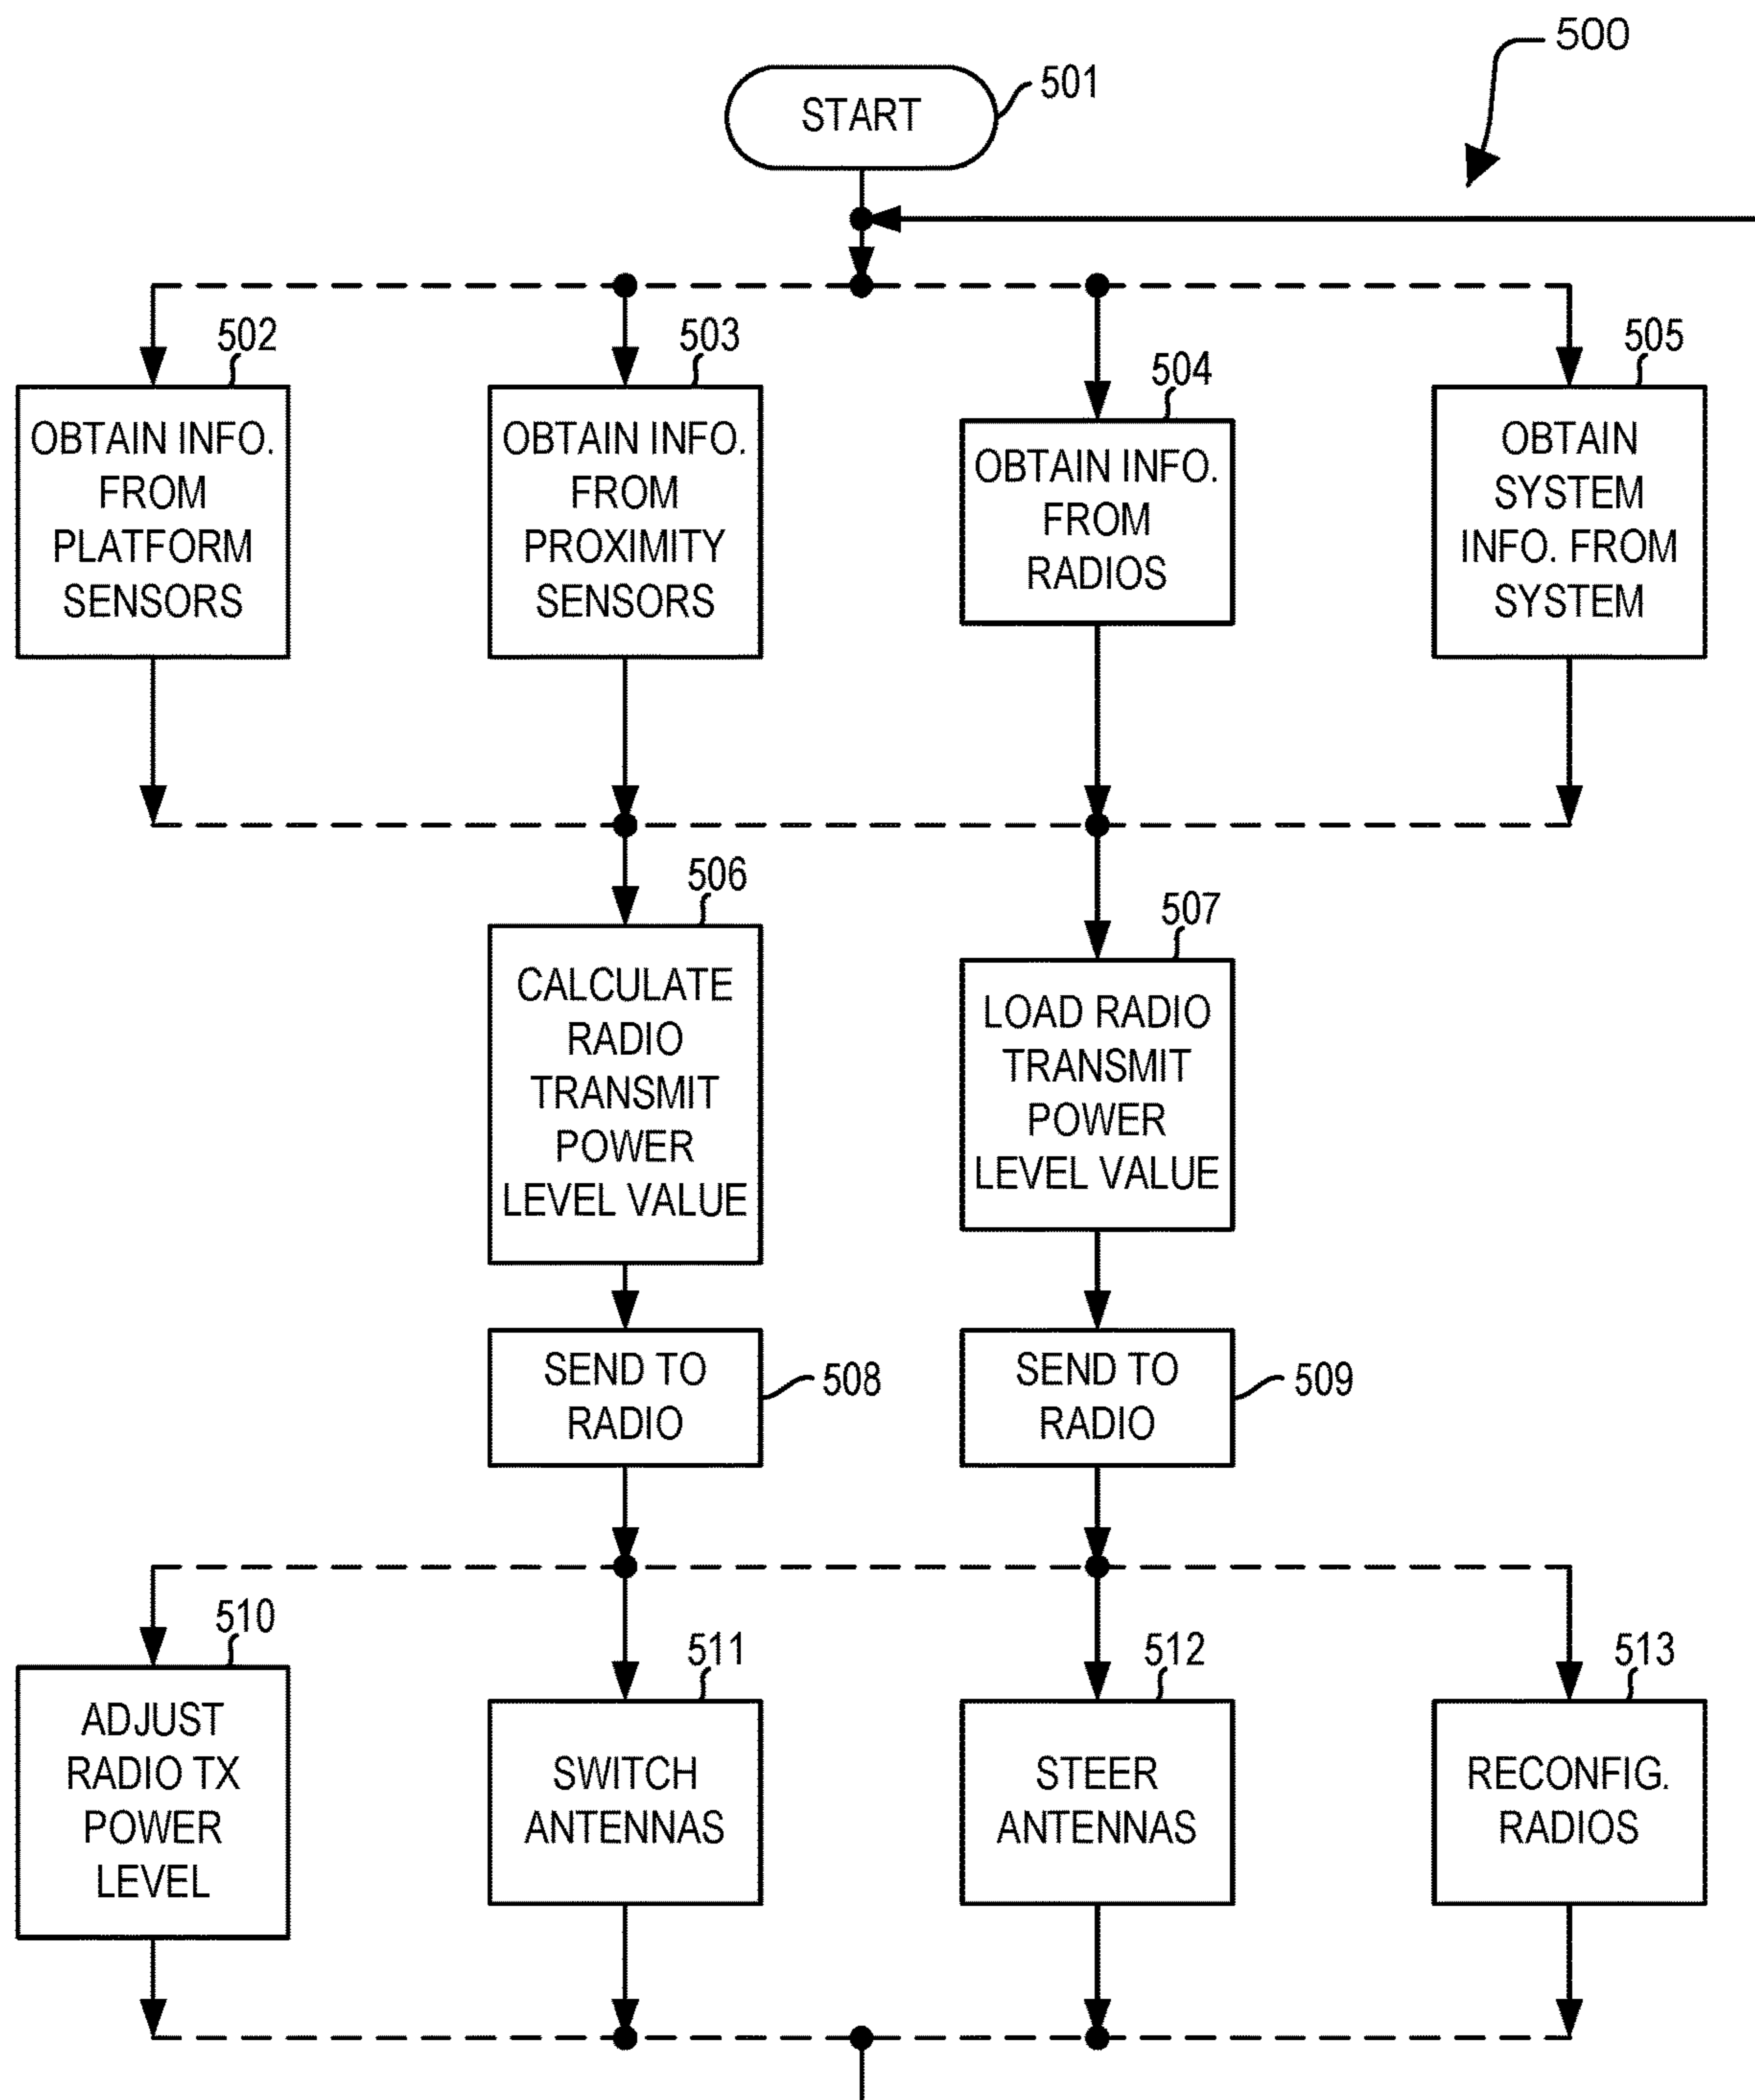 500
START
501
502
OBTAIN INFO.
FROM
PLATFORM
SENSORS
503
OBTAIN INFO.
FROM
PROXIMITY
SENSORS
504
OBTAIN INFO.
FROM
RADIOS
505
OBTAIN
SYSTEM
INFO. FROM
SYSTEM
506
CALCULATE
RADIO
TRANSMIT
POWER
LEVEL VALUE
507
LOAD RADIO
TRANSMIT
POWER
LEVEL VALUE
SEND TO
RADIO
508
SEND TO
RADIO
509
510
ADJUST
RADIO TX
POWER
LEVEL
511
SWITCH
ANTENNAS
512
STEER
ANTENNAS
513
RECONFIG.
RADIOS